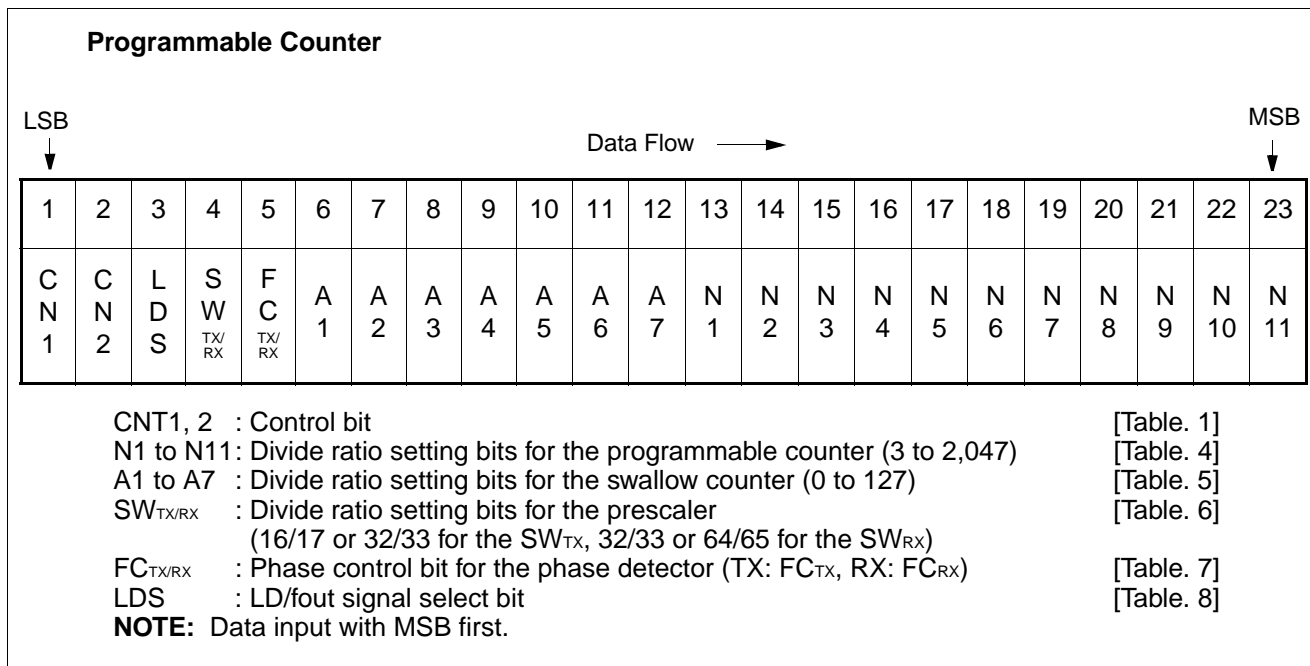 Programmable Counter
LSB MSB
Data Flow
1 2 3 4 5 6 7 8 9 10 11 12 13 14 15 16 17 18 19 20 21 22 23
CN1 CN2 LDS SWTX/RX FCTX/RX A1 A2 A3 A4 A5 A6 A7 N1 N2 N3 N4 N5 N6 N7 N8 N9 N10 N11
CNT1, 2 : Control bit [Table. 1]
N1 to N11: Divide ratio setting bits for the programmable counter (3 to 2,047) [Table. 4]
A1 to A7 : Divide ratio setting bits for the swallow counter (0 to 127) [Table. 5]
SWTX/RX : Divide ratio setting bits for the prescaler [Table. 6]
(16/17 or 32/33 for the SWTX, 32/33 or 64/65 for the SWRX)
FCTX/RX : Phase control bit for the phase detector (TX: FCTX, RX: FCRX) [Table. 7]
LDS : LD/fout signal select bit [Table. 8]
NOTE: Data input with MSB first.